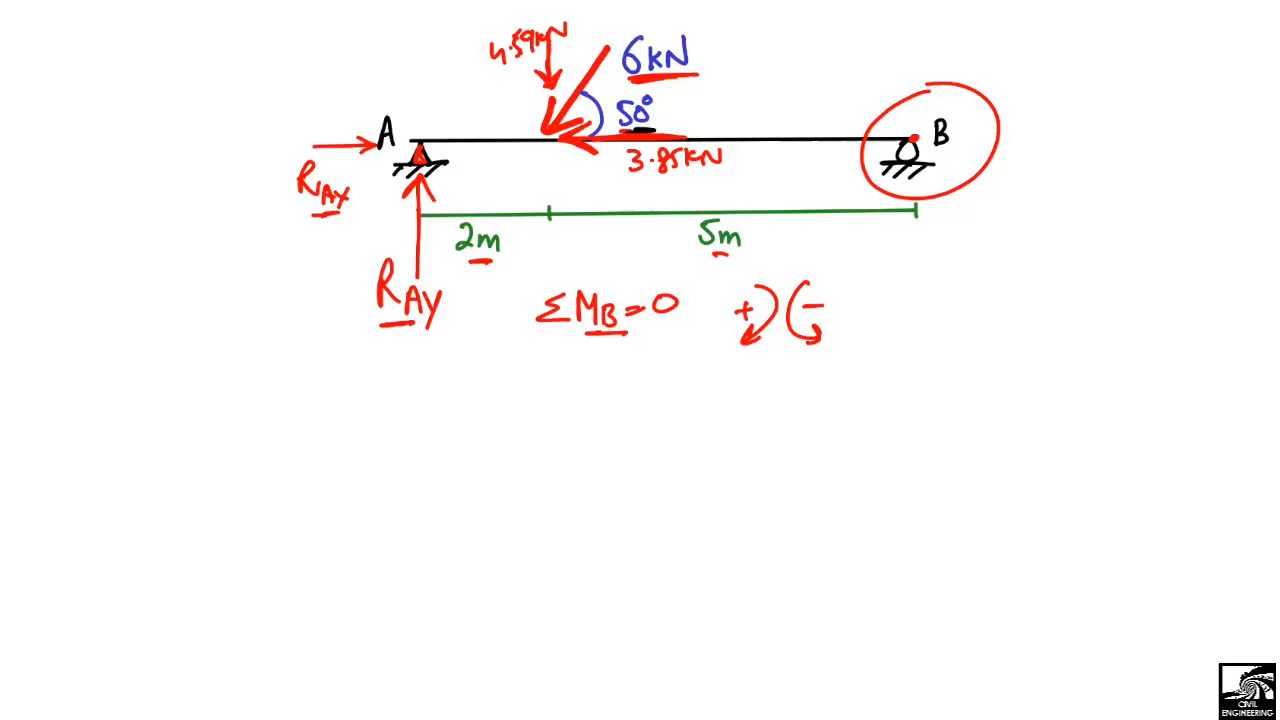 4.59kN
6kN
50°
A
B
3.85kN
RAX
2m
5m
RAY
ΣMB=0
+
-
CIVIL
ENGINEERING